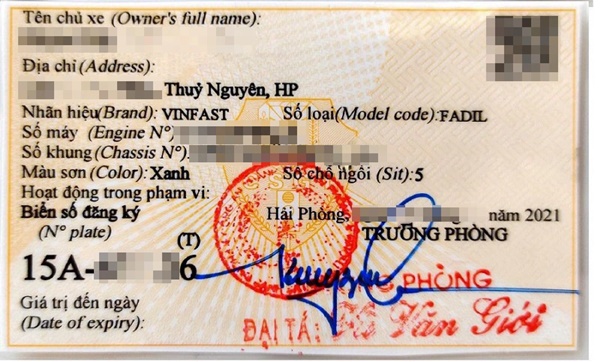 Tên chủ xe (Owner's full name):
Địa chỉ (Address):
Thuỷ Nguyên, HP
Nhãn hiệu(Brand): VINFAST Số loại(Model code):FADIL
Số máy (Engine N°)
Số khung(Chassis N°)
Màu sơn (Color): Xanh Số chỗ ngồi (Sit):5
Hoạt động trong phạm vi:
Biển số đăng ký Hải Phòng, năm 2021
(N° plate) TRƯỞNG PHÒNG
(T)
15A- 6
PHÒNG
Giá trị đến ngày
(Date of expiry):
ĐẠI TÁ: Văn Giới